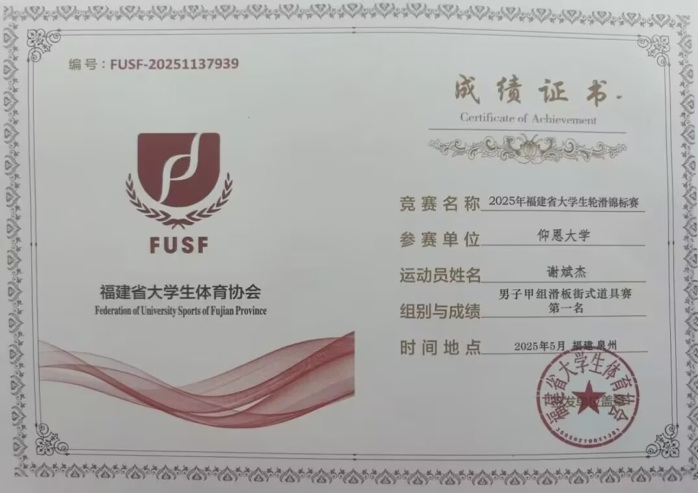 编号：FUSF-20251137939
FUSF
福建省大学生体育协会
Federation of University Sports of Fujian Province
成绩证书
Certificate of Achievement
竞赛名称 2025年福建省大学生轮滑锦标赛
参赛单位 仰恩大学
运动员姓名 谢斌杰
组别与成绩 男子甲组滑板街式道具赛
第一名
时间地点 2025年5月 福建 泉州
福建省大学生体育协会